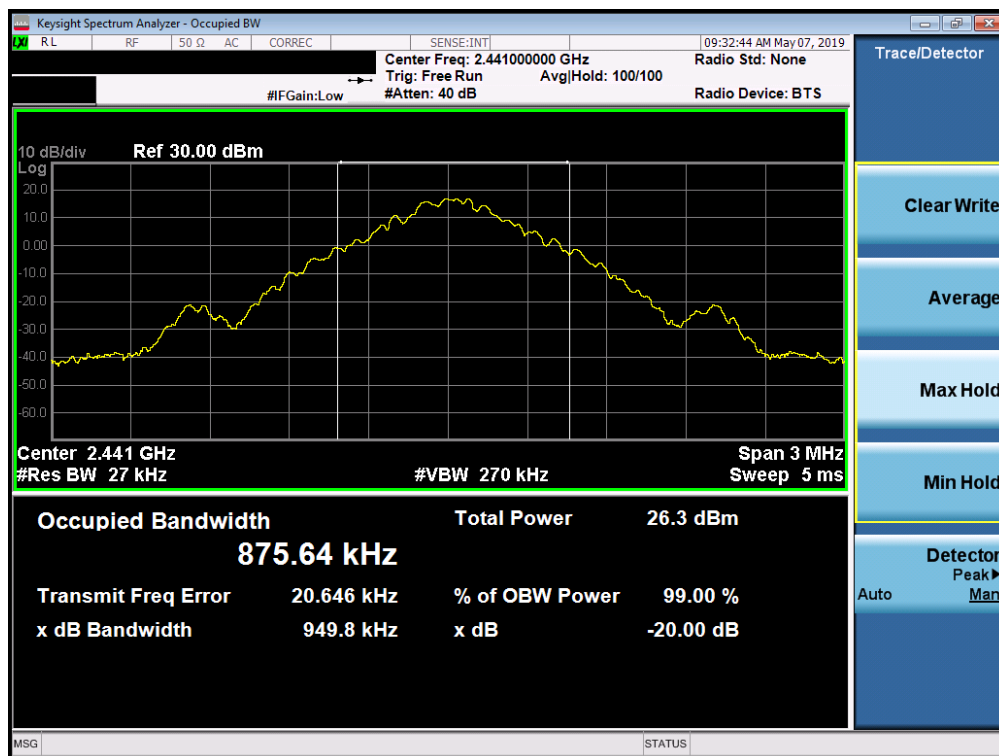 Keysight Spectrum Analyzer - Occupied BW
LXI RL RF 50 Ω AC CORREC SENSE:INT 09:32:44 AM May 07, 2019
Center Freq: 2.441000000 GHz Radio Std: None
Trig: Free Run Avg|Hold: 100/100
#IFGain:Low #Atten: 40 dB Radio Device: BTS
10 dB/div Ref 30.00 dBm
Log
20.0
10.0
0.00
-10.0
-20.0
-30.0
-40.0
-50.0
-60.0
Center 2.441 GHz Span 3 MHz
#Res BW 27 kHz #VBW 270 kHz Sweep 5 ms
Occupied Bandwidth Total Power 26.3 dBm
875.64 kHz
Transmit Freq Error 20.646 kHz % of OBW Power 99.00 %
x dB Bandwidth 949.8 kHz x dB -20.00 dB
MSG STATUS
Trace/Detector
Clear Write
Average
Max Hold
Min Hold
Detector
Peak▶
Auto Man